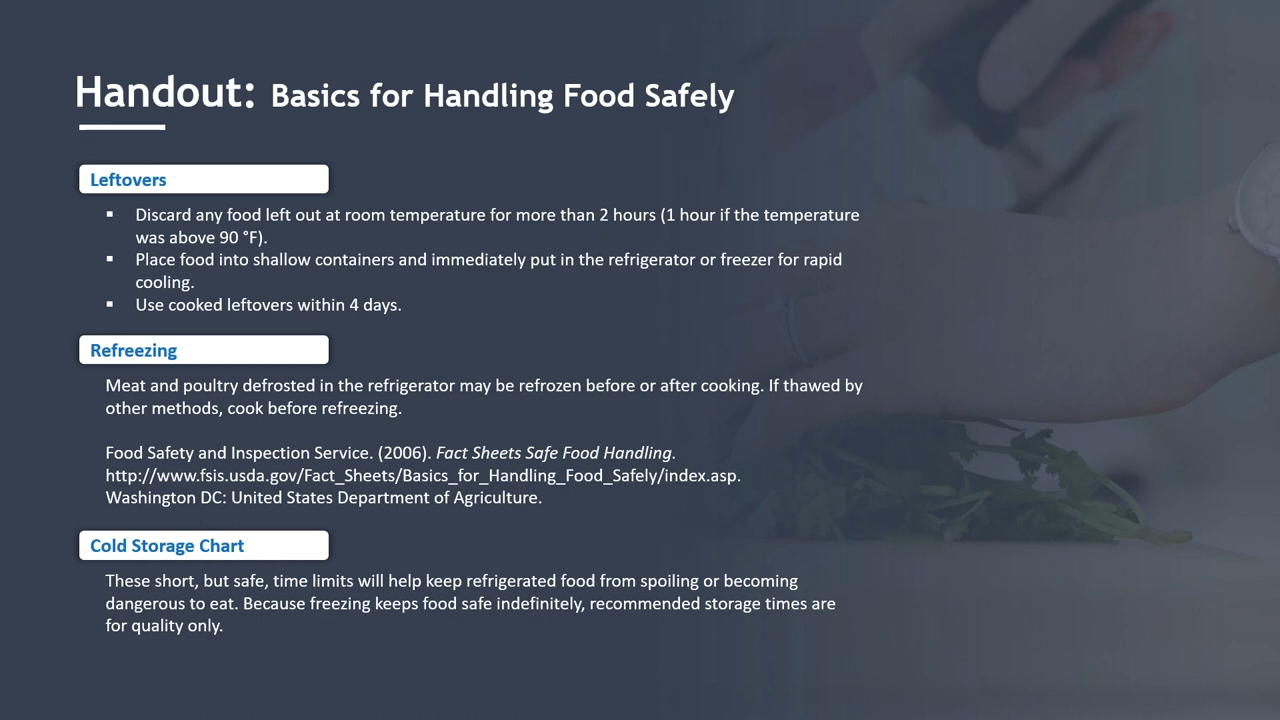 Handout: Basics for Handling Food Safely
Leftovers
▪ Discard any food left out at room temperature for more than 2 hours (1 hour if the temperature
was above 90 °F).
▪ Place food into shallow containers and immediately put in the refrigerator or freezer for rapid
cooling.
▪ Use cooked leftovers within 4 days.
Refreezing
Meat and poultry defrosted in the refrigerator may be refrozen before or after cooking. If thawed by
other methods, cook before refreezing.
Food Safety and Inspection Service. (2006). Fact Sheets Safe Food Handling.
http://www.fsis.usda.gov/Fact_Sheets/Basics_for_Handling_Food_Safely/index.asp.
Washington DC: United States Department of Agriculture.
Cold Storage Chart
These short, but safe, time limits will help keep refrigerated food from spoiling or becoming
dangerous to eat. Because freezing keeps food safe indefinitely, recommended storage times are
for quality only.